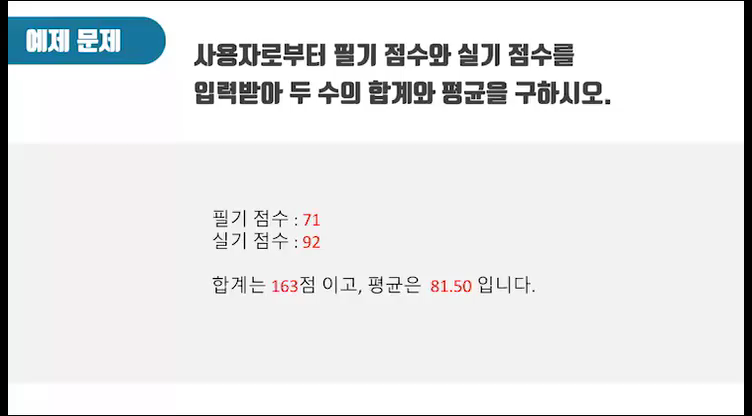 예제 문제
사용자로부터 필기 점수와 실기 점수를
입력받아 두 수의 합계와 평균을 구하시오.
필기 점수 : 71
실기 점수 : 92
합계는 163점 이고, 평균은 81.50 입니다.